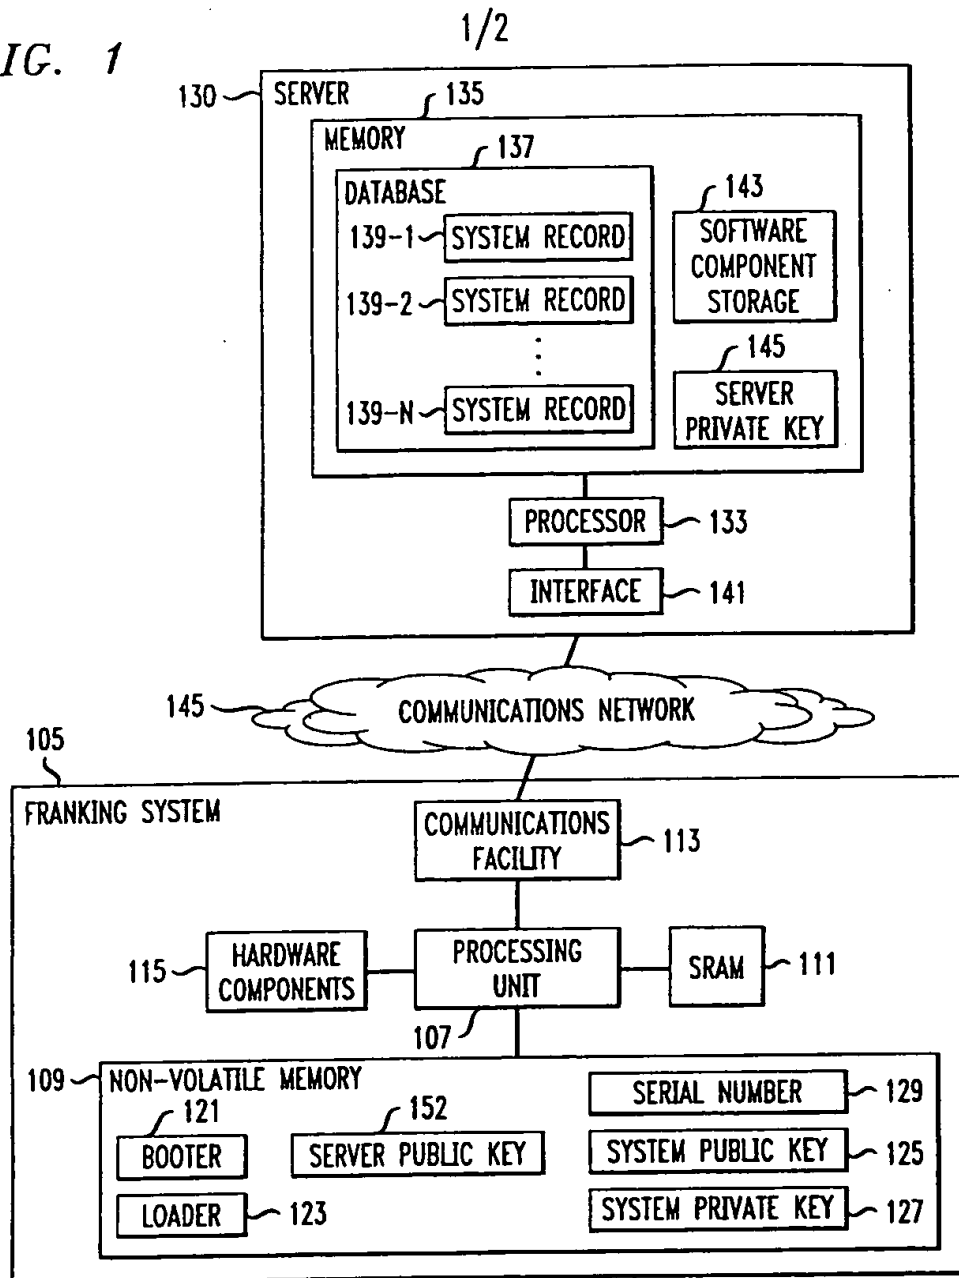 1/2
IG. 1
130
SERVER
135
MEMORY
137
DATABASE
139-1
SYSTEM RECORD
139-2
SYSTEM RECORD
139-N
SYSTEM RECORD
143
SOFTWARE
COMPONENT
STORAGE
145
SERVER
PRIVATE KEY
PROCESSOR
133
INTERFACE
141
145
COMMUNICATIONS NETWORK
105
FRANKING SYSTEM
COMMUNICATIONS
FACILITY
113
115
HARDWARE
COMPONENTS
PROCESSING
UNIT
107
SRAM
111
109
NON-VOLATILE MEMORY
121
BOOTER
LOADER
123
152
SERVER PUBLIC KEY
SERIAL NUMBER
129
SYSTEM PUBLIC KEY
125
SYSTEM PRIVATE KEY
127